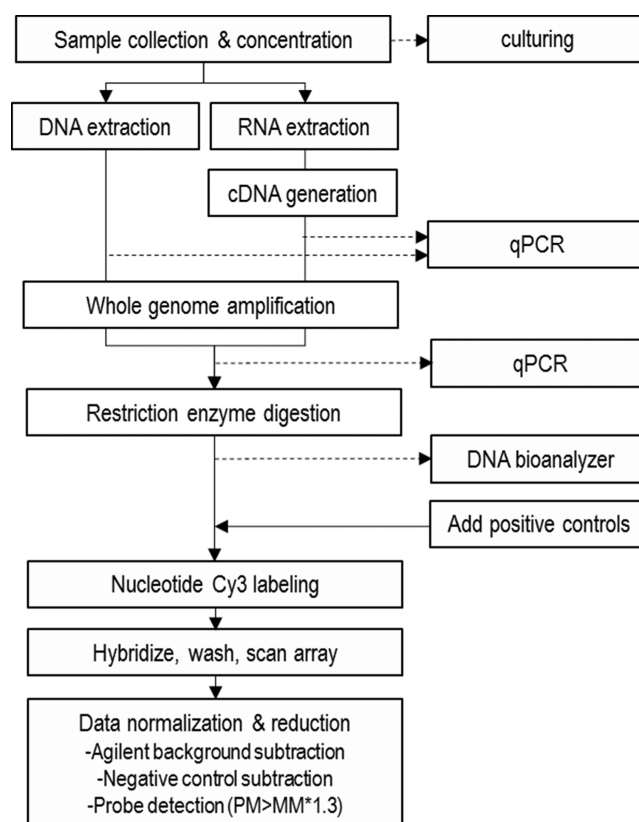 Sample collection & concentration
culturing
DNA extraction
RNA extraction
cDNA generation
qPCR
Whole genome amplification
qPCR
Restriction enzyme digestion
DNA bioanalyzer
Add positive controls
Nucleotide Cy3 labeling
Hybridize, wash, scan array
Data normalization & reduction
-Agilent background subtraction
-Negative control subtraction
-Probe detection (PM>MM*1.3)